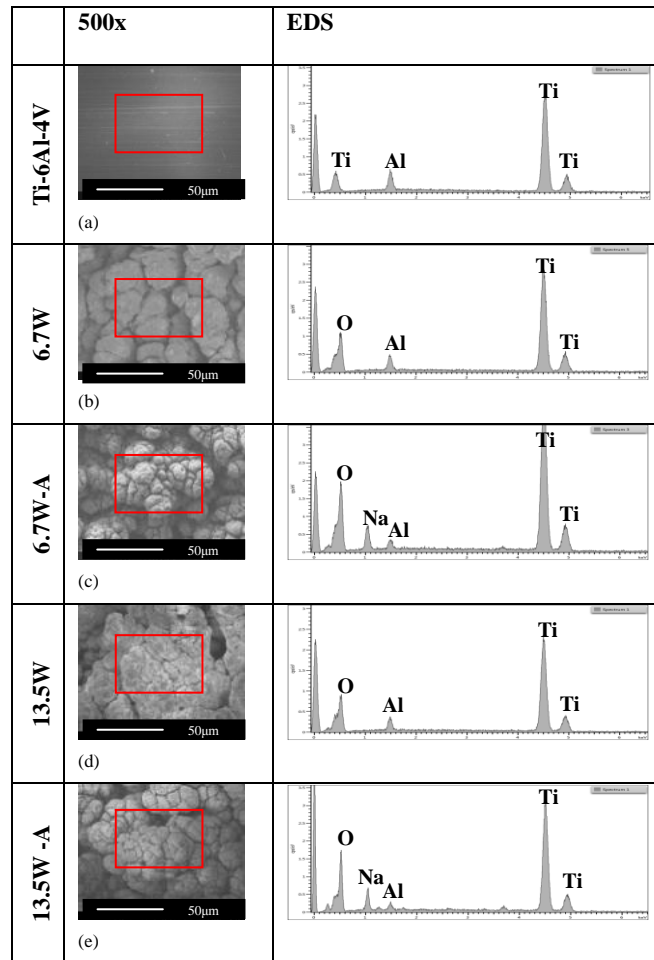 500x EDS
Ti-6Al-4V
50μm
(a)
Ti Al Ti Ti
6.7W
50μm
(b)
O Al Ti Ti
6.7W-A
50μm
(c)
O Na Al Ti Ti
13.5W
50μm
(d)
O Al Ti Ti
13.5W -A
50μm
(e)
O Na Al Ti Ti